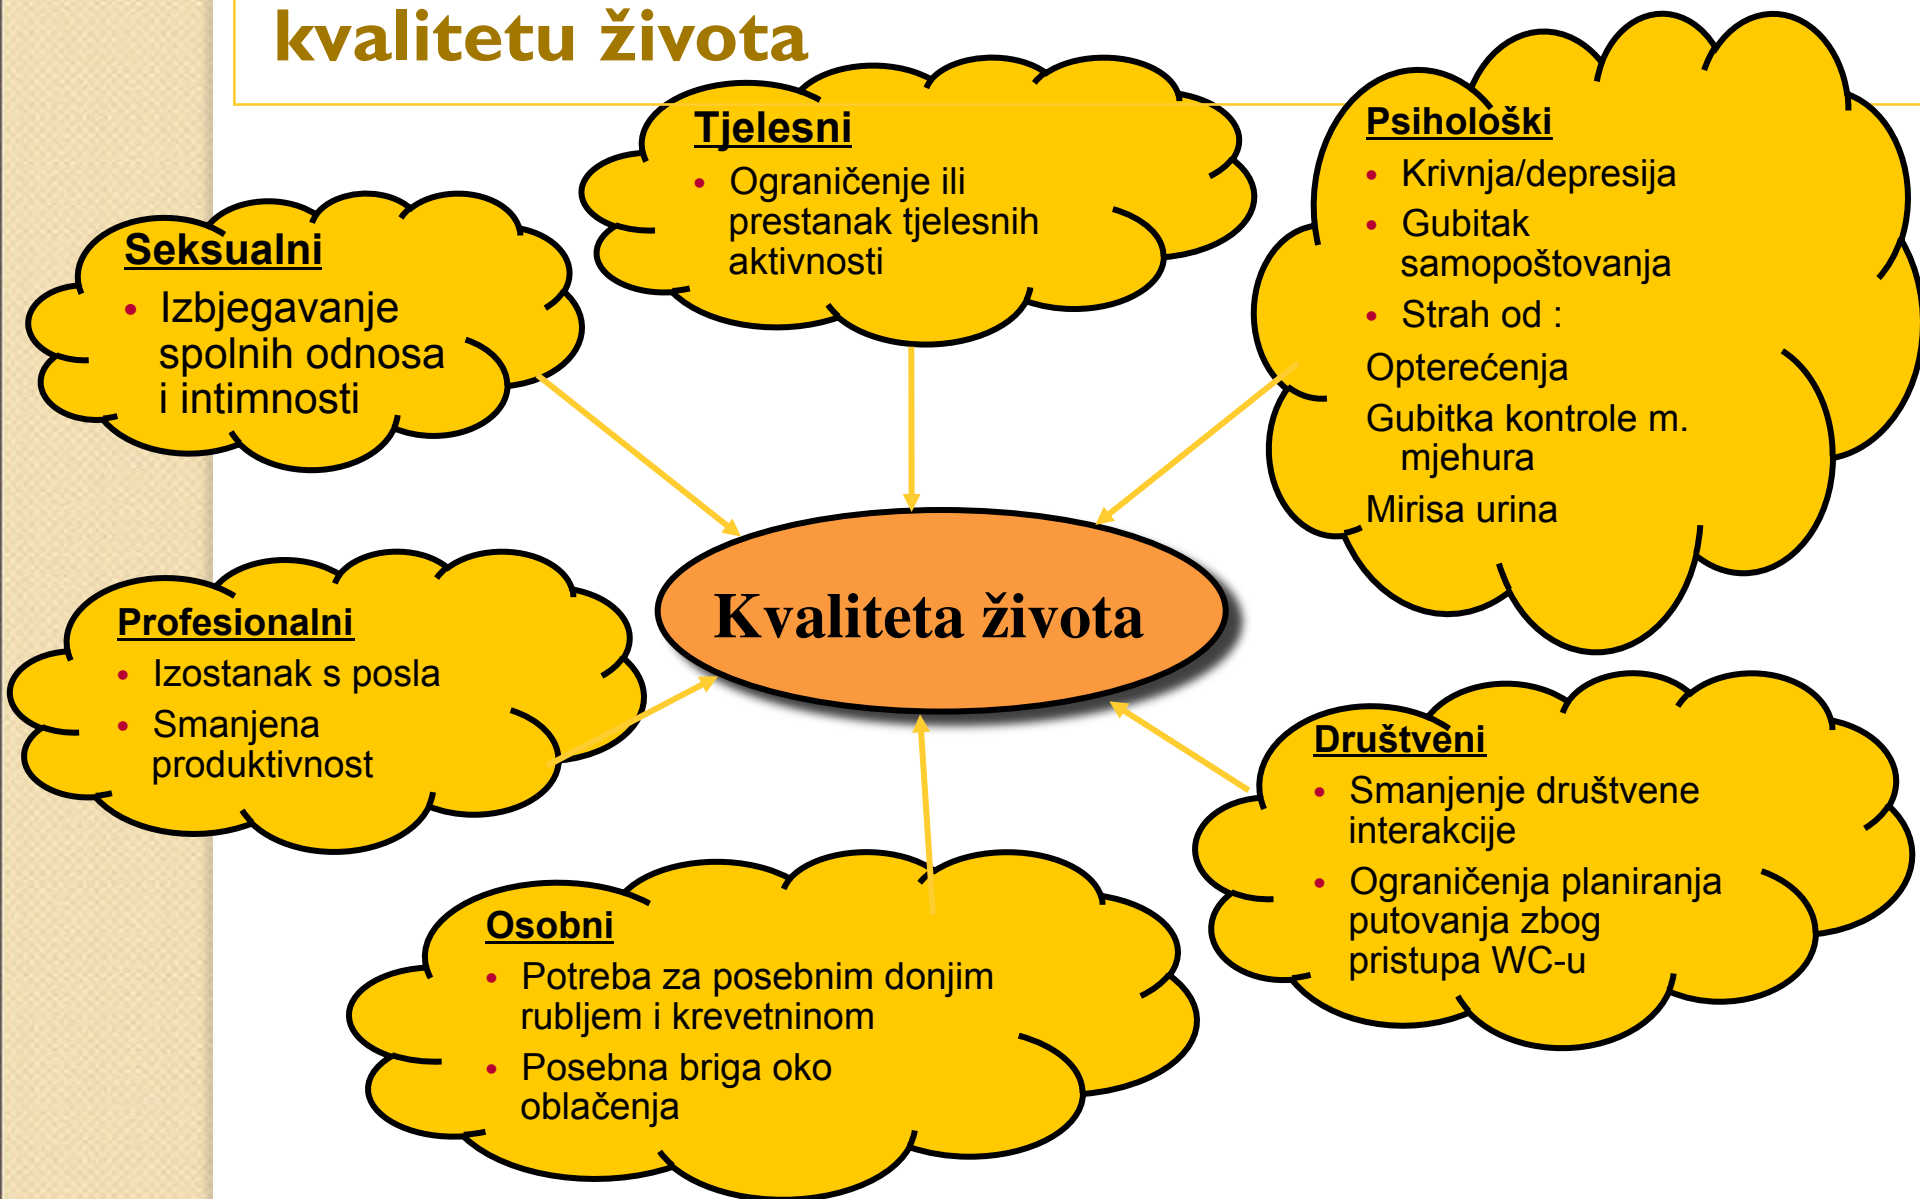 kvalitetu života
Tjelesni
• Ograničenje ili
prestanak tjelesnih
aktivnosti
Psihološki
• Krivnja/depresija
• Gubitak
samopoštovanja
• Strah od :
Opterećenja
Gubitka kontrole m.
mjehura
Mirisa urina
Seksualni
• Izbjegavanje
spolnih odnosa
i intimnosti
Kvaliteta života
Profesionalni
• Izostanak s posla
• Smanjena
produktivnost
Društveni
• Smanjenje društvene
interakcije
• Ograničenja planiranja
putovanja zbog
pristupa WC-u
Osobni
• Potreba za posebnim donjim
rubljem i krevetninom
• Posebna briga oko
oblačenja